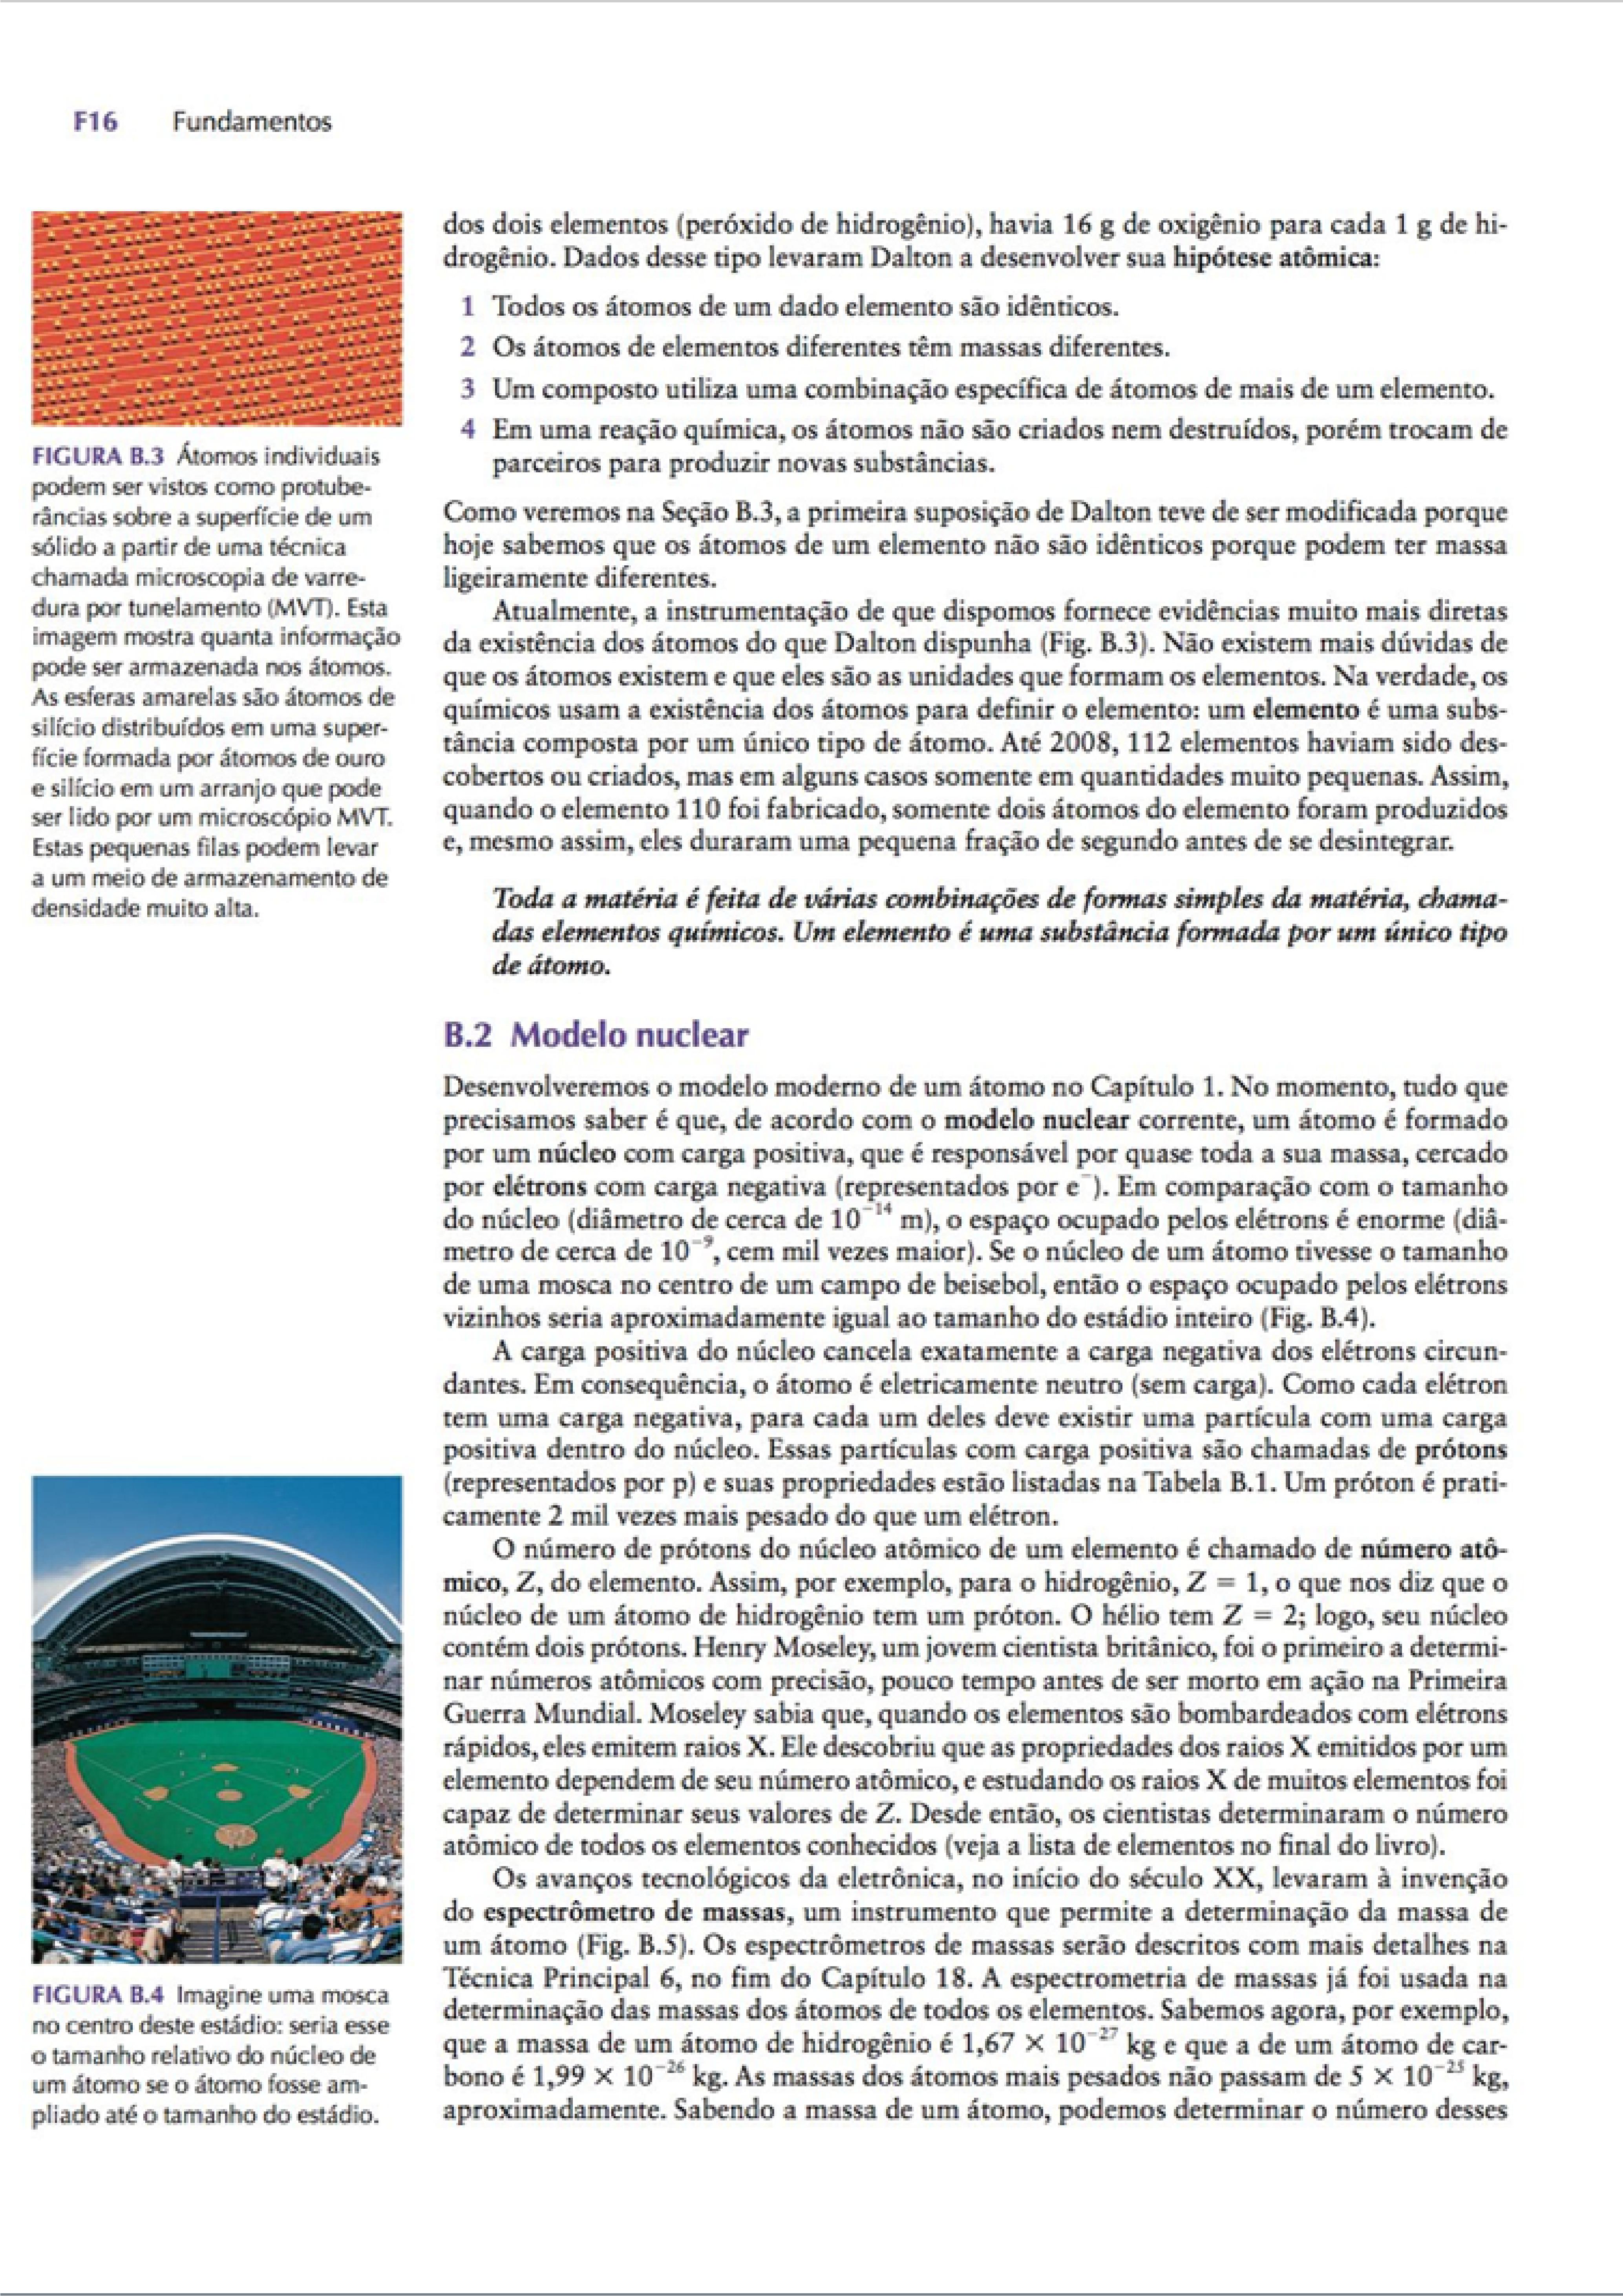 F16 Fundamentos
FIGURA B.3 Átomos individuais
podem ser vistos como protube-
râncias sobre a superfície de um
sólido a partir de uma técnica
chamada microscopia de varre-
dura por tunelamento (MVT). Esta
imagem mostra quanta informação
pode ser armazenada nos átomos.
As esferas amarelas são átomos de
silício distribuídos em uma super-
fície formada por átomos de ouro
e silício em um arranjo que pode
ser lido por um microscópio MVT.
Estas pequenas filas podem levar
a um meio de armazenamento de
densidade muito alta.
FIGURA B.4 Imagine uma mosca
no centro deste estádio: seria esse
o tamanho relativo do núcleo de
um átomo se o átomo fosse am-
pliado até o tamanho do estádio.
dos dois elementos (peróxido de hidrogênio), havia 16 g de oxigênio para cada 1 g de hi-
drogênio. Dados desse tipo levaram Dalton a desenvolver sua hipótese atômica:
1 Todos os átomos de um dado elemento são idênticos.
2 Os átomos de elementos diferentes têm massas diferentes.
3 Um composto utiliza uma combinação específica de átomos de mais de um elemento.
4 Em uma reação química, os átomos não são criados nem destruídos, porém trocam de
parceiros para produzir novas substâncias.
Como veremos na Seção B.3, a primeira suposição de Dalton teve de ser modificada porque
hoje sabemos que os átomos de um elemento não são idênticos porque podem ter massa
ligeiramente diferentes.
Atualmente, a instrumentação de que dispomos fornece evidências muito mais diretas
da existência dos átomos do que Dalton dispunha (Fig. B.3). Não existem mais dúvidas de
que os átomos existem e que eles são as unidades que formam os elementos. Na verdade, os
químicos usam a existência dos átomos para definir o elemento: um elemento é uma subs-
tância composta por um único tipo de átomo. Até 2008, 112 elementos haviam sido des-
cobertos ou criados, mas em alguns casos somente em quantidades muito pequenas. Assim,
quando o elemento 110 foi fabricado, somente dois átomos do elemento foram produzidos
e, mesmo assim, eles duraram uma pequena fração de segundo antes de se desintegrar.
Toda a matéria é feita de várias combinações de formas simples da matéria, chama-
das elementos químicos. Um elemento é uma substância formada por um único tipo
de átomo.
B.2 Modelo nuclear
Desenvolveremos o modelo moderno de um átomo no Capítulo 1. No momento, tudo que
precisamos saber é que, de acordo com o modelo nuclear corrente, um átomo é formado
por um núcleo com carga positiva, que é responsável por quase toda a sua massa, cercado
por elétrons com carga negativa (representados por e⁻). Em comparação com o tamanho
do núcleo (diâmetro de cerca de 10⁻¹⁴ m), o espaço ocupado pelos elétrons é enorme (diâ-
metro de cerca de 10⁻⁹, cem mil vezes maior). Se o núcleo de um átomo tivesse o tamanho
de uma mosca no centro de um campo de beisebol, então o espaço ocupado pelos elétrons
vizinhos seria aproximadamente igual ao tamanho do estádio inteiro (Fig. B.4).
A carga positiva do núcleo cancela exatamente a carga negativa dos elétrons circun-
dantes. Em consequência, o átomo é eletricamente neutro (sem carga). Como cada elétron
tem uma carga negativa, para cada um deles deve existir uma partícula com uma carga
positiva dentro do núcleo. Essas partículas com carga positiva são chamadas de prótons
(representados por p) e suas propriedades estão listadas na Tabela B.1. Um próton é prati-
camente 2 mil vezes mais pesado do que um elétron.
O número de prótons do núcleo atômico de um elemento é chamado de número atô-
mico, Z, do elemento. Assim, por exemplo, para o hidrogênio, Z = 1, o que nos diz que o
núcleo de um átomo de hidrogênio tem um próton. O hélio tem Z = 2; logo, seu núcleo
contém dois prótons. Henry Moseley, um jovem cientista britânico, foi o primeiro a determi-
nar números atômicos com precisão, pouco tempo antes de ser morto em ação na Primeira
Guerra Mundial. Moseley sabia que, quando os elementos são bombardeados com elétrons
rápidos, eles emitem raios X. Ele descobriu que as propriedades dos raios X emitidos por um
elemento dependem de seu número atômico, e estudando os raios X de muitos elementos foi
capaz de determinar seus valores de Z. Desde então, os cientistas determinaram o número
atômico de todos os elementos conhecidos (veja a lista de elementos no final do livro).
Os avanços tecnológicos da eletrônica, no início do século XX, levaram à invenção
do espectrômetro de massas, um instrumento que permite a determinação da massa de
um átomo (Fig. B.5). Os espectrômetros de massas serão descritos com mais detalhes na
Técnica Principal 6, no fim do Capítulo 18. A espectrometria de massas já foi usada na
determinação das massas dos átomos de todos os elementos. Sabemos agora, por exemplo,
que a massa de um átomo de hidrogênio é 1,67 × 10⁻²⁷ kg e que a de um átomo de car-
bono é 1,99 × 10⁻²⁶ kg. As massas dos átomos mais pesados não passam de 5 × 10⁻²⁵ kg,
aproximadamente. Sabendo a massa de um átomo, podemos determinar o número desses